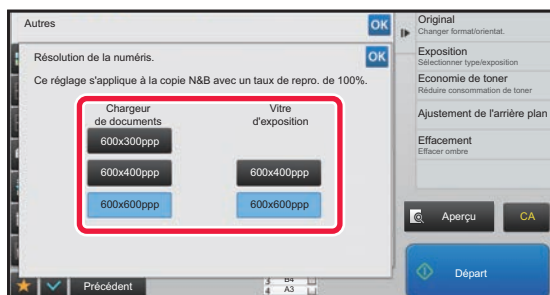 Autres
OK
Résolution de la numéris.
OK
Ce réglage s'applique à la copie N&B avec un taux de repro. de 100%.
Chargeur
de documents
Vitre
d'exposition
600x300ppp
600x400ppp
600x400ppp
600x600ppp
600x600ppp
Précédent
3 B4
4 A3
Original
Changer format/orientat.
Exposition
Sélectionner type/exposition
Economie de toner
Réduire consommation de toner
Ajustement de l'arrière plan
Effacement
Effacer ombre
Aperçu
CA
Départ